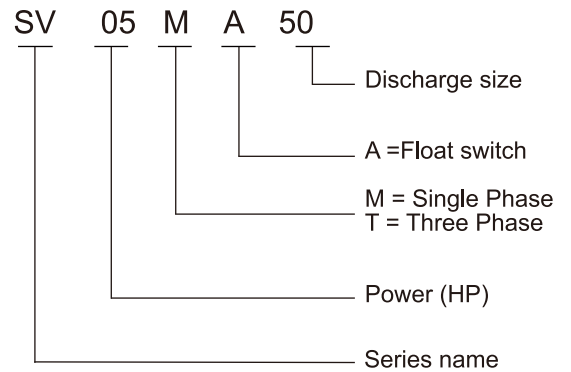 SV 05 M A 50
Discharge size
A =Float switch
M = Single Phase
T = Three Phase
Power (HP)
Series name